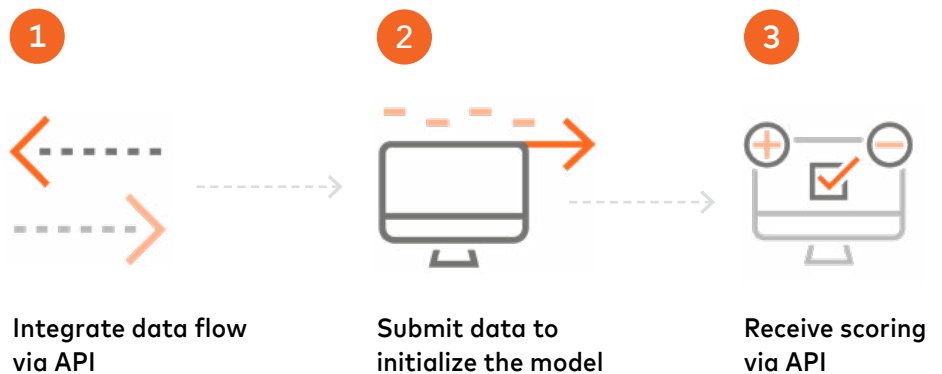 1
2
3
Integrate data flow
via API
Submit data to
initialize the model
Receive scoring
via API